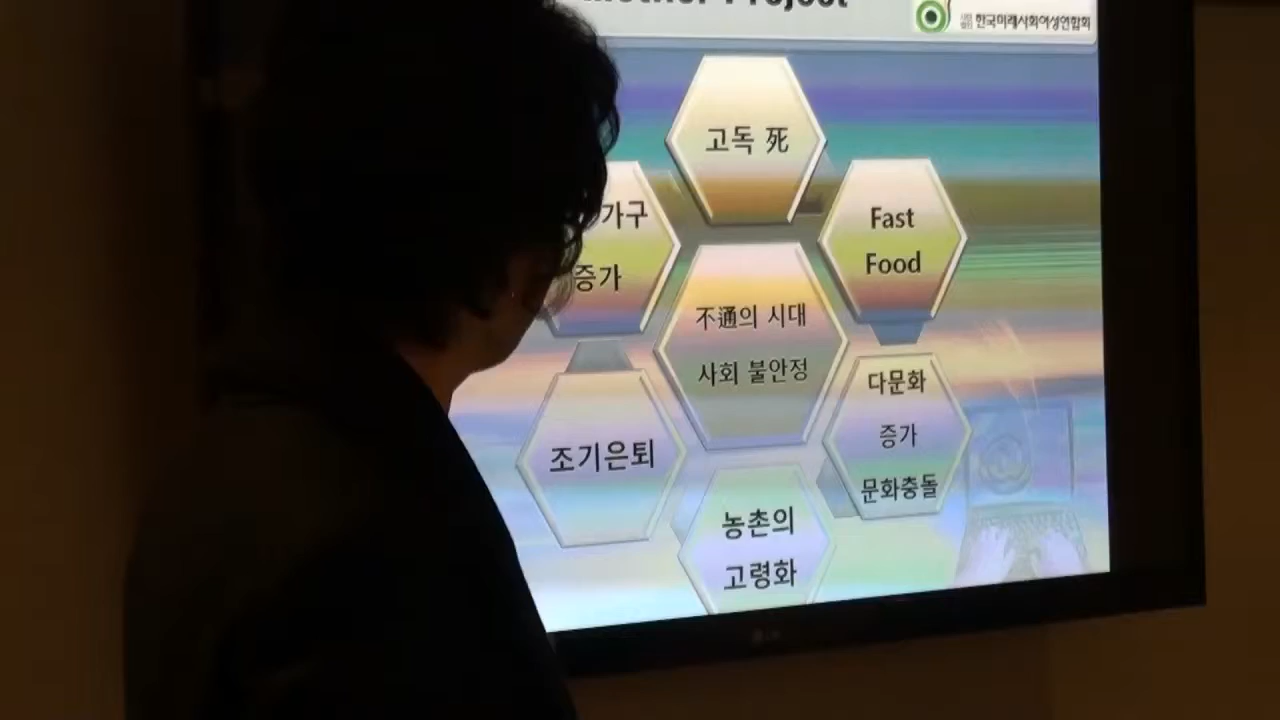 Project
한국미래사회여성연합회
고독 死
가구
증가
Fast
Food
不通의 시대
사회 불안정
조기은퇴
다문화
증가
문화충돌
농촌의
고령화
LG